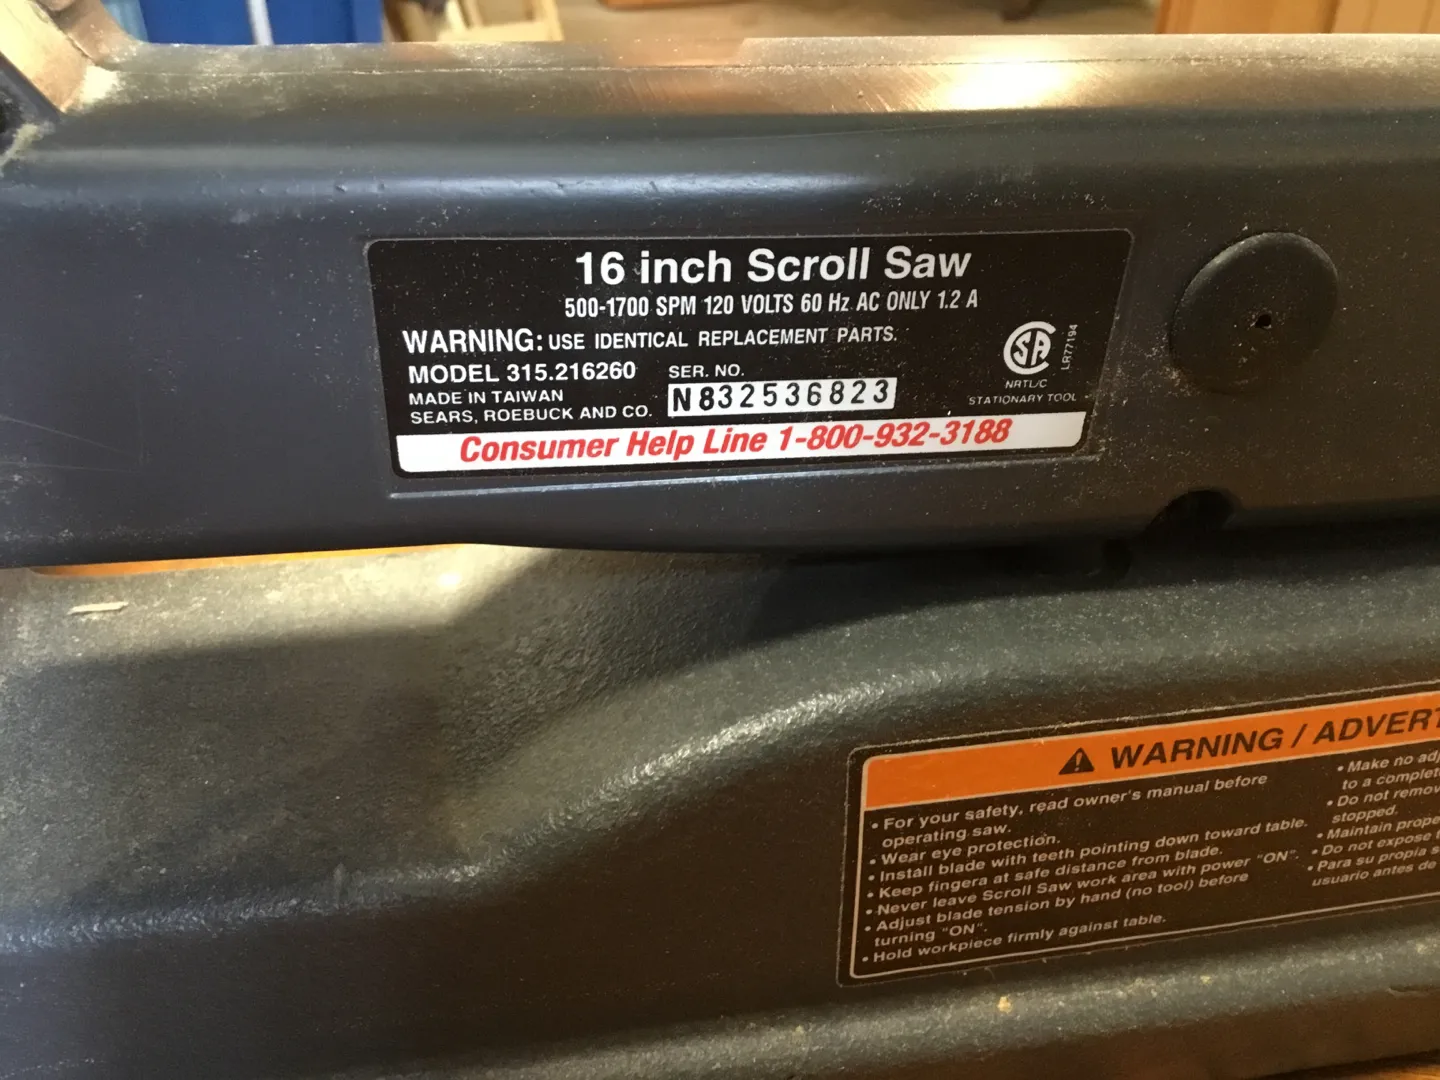 16 inch Scroll Saw
500-1700 SPM 120 VOLTS 60 Hz AC ONLY 1.2 A
WARNING: USE IDENTICAL REPLACEMENT PARTS.
MODEL 315.216260 SER. NO.
MADE IN TAIWAN N832536823
SEARS, ROEBUCK AND CO.
SA
LR77194
NRTL/C
STATIONARY TOOL
Consumer Help Line 1-800-932-3188
WARNING / ADVERT
• For your safety, read owner's manual before
operating saw.
• Wear eye protection.
• Install blade with teeth pointing down toward table.
• Keep fingera at safe distance from blade.
• Never leave Scroll Saw work area with power "ON".
• Adjust blade tension by hand (no tool) before
turning "ON".
• Hold workpiece firmly against table.
• Make no adj
to a complet
• Do not remov
stopped.
• Maintain prope
• Do not expose t
• Para su propia s
usuario antes de